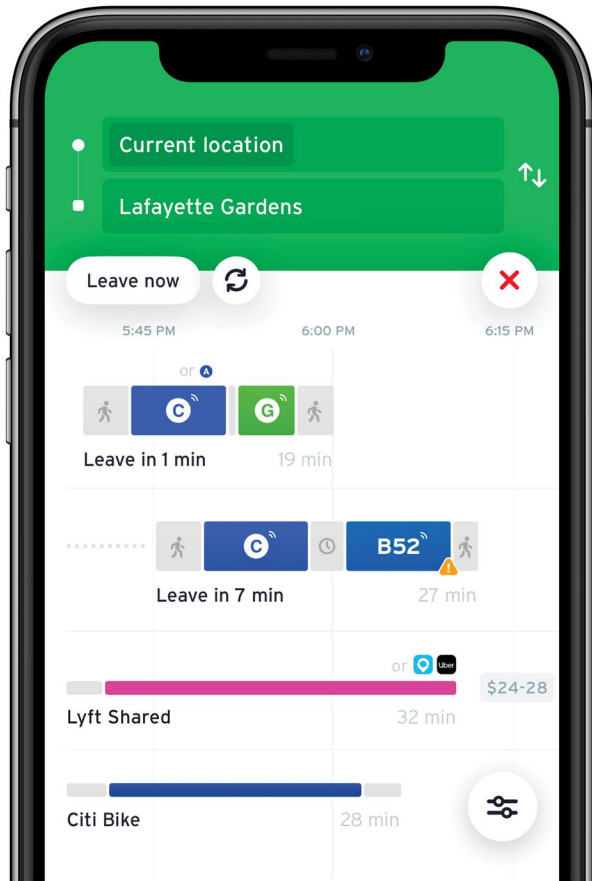 Current location
Lafayette Gardens
Leave now
5:45 PM 6:00 PM 6:15 PM
or A
C G
Leave in 1 min 19 min
C B52
Leave in 7 min 27 min
or Uber
$24-28
Lyft Shared 32 min
Citi Bike 28 min